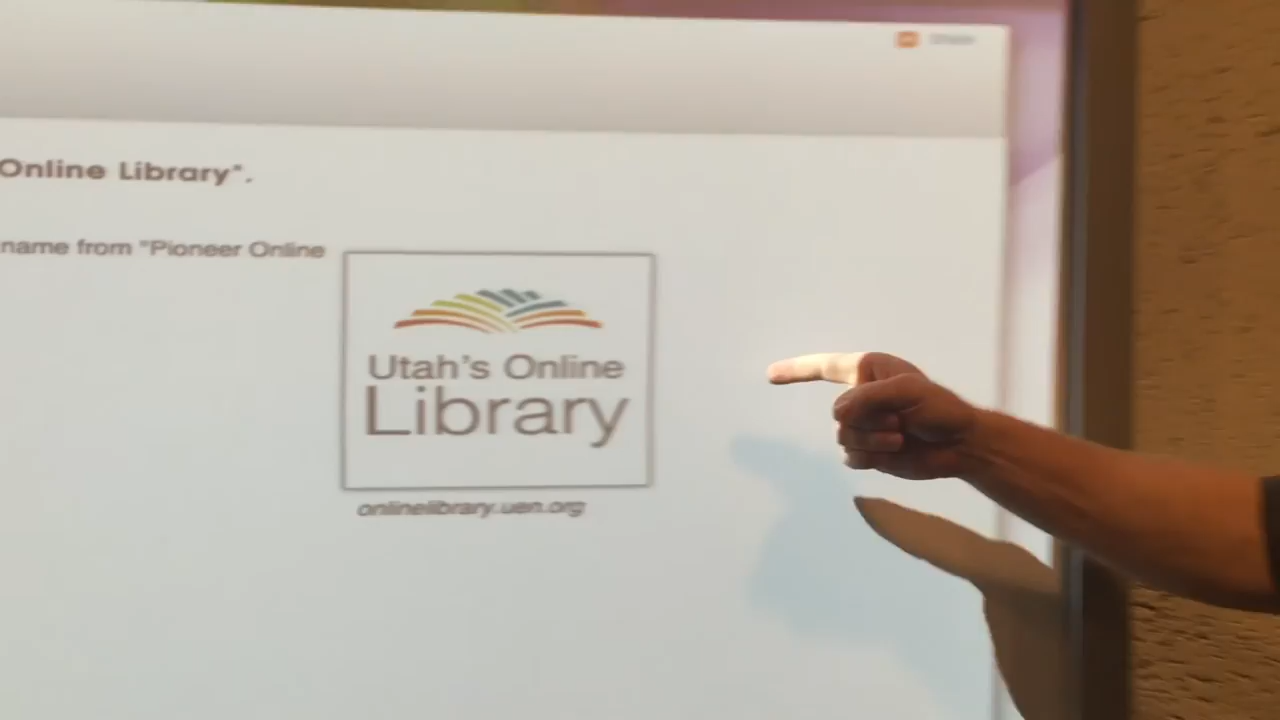 Online Library".
name from "Pioneer Online
Utah's Online
Library
onlinelibrary.uen.org